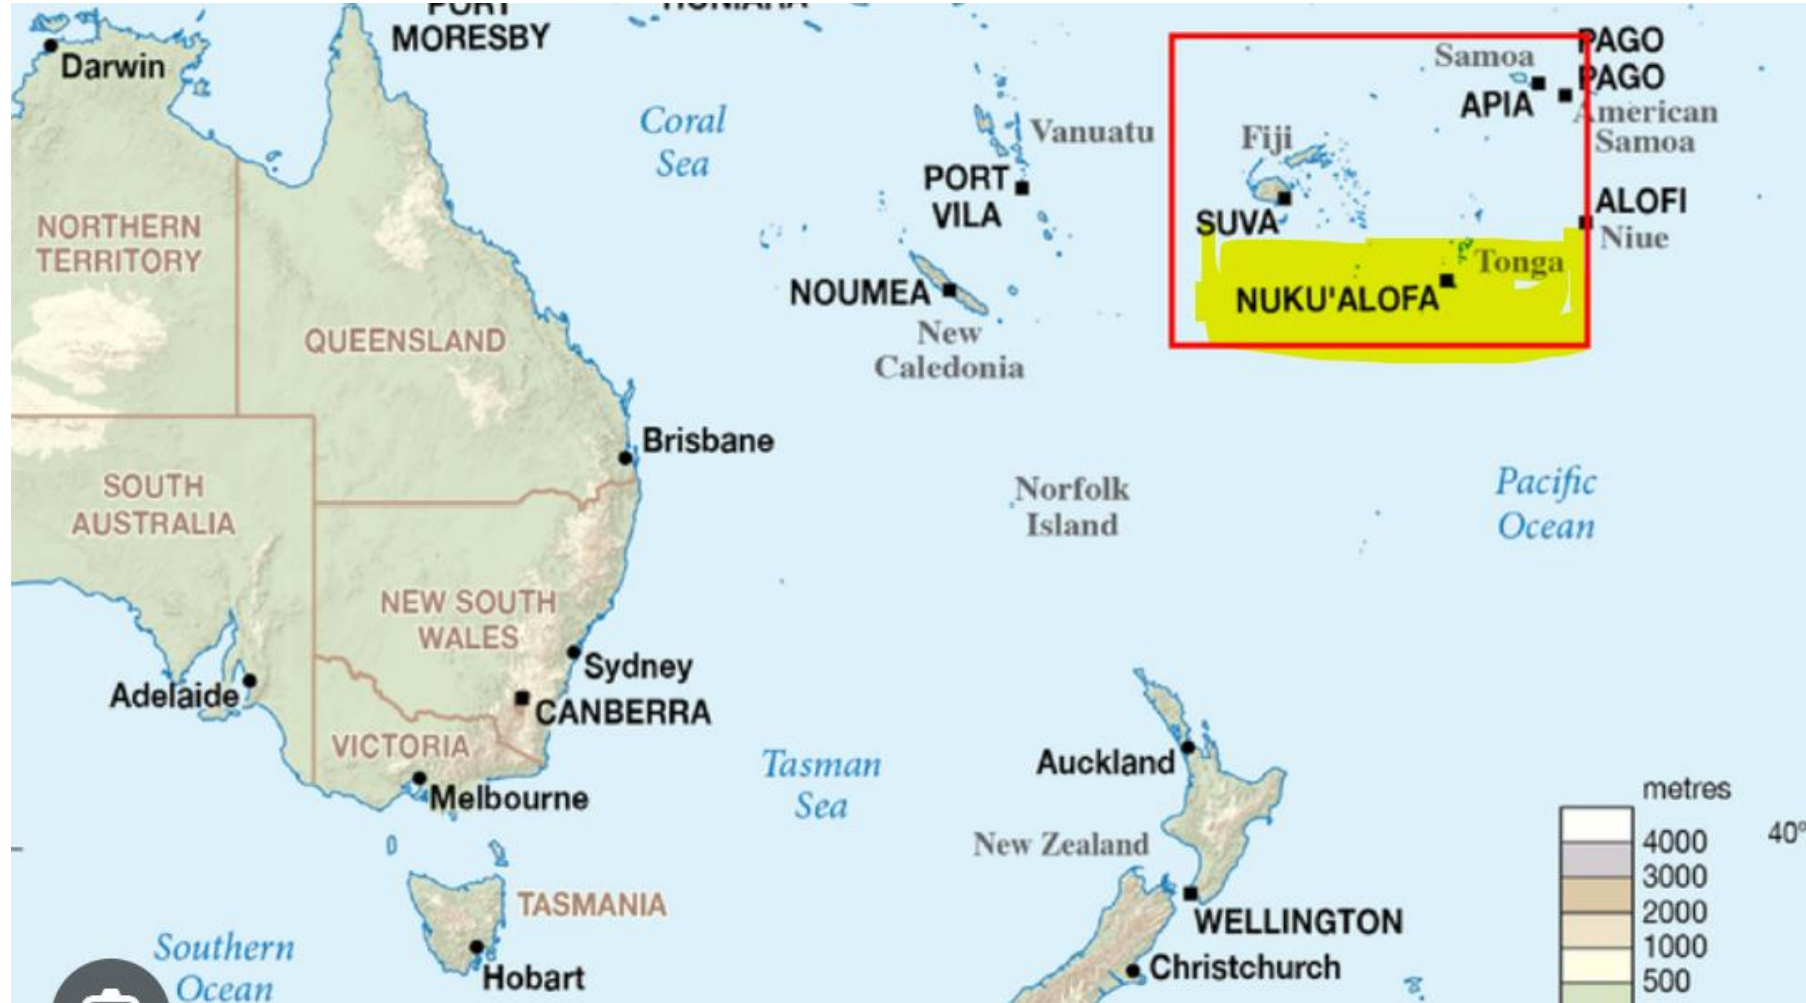 PORT
MORESBY
HONIARA
Darwin
Samoa
PAGO
PAGO
APIA
American
Samoa
Coral
Sea
Vanuatu
Fiji
PORT
VILA
SUVA
ALOFI
Niue
NORTHERN
TERRITORY
Tonga
NUKU'ALOFA
NOUMEA
New
Caledonia
QUEENSLAND
Brisbane
SOUTH
AUSTRALIA
Norfolk
Island
Pacific
Ocean
NEW SOUTH
WALES
Sydney
Adelaide
CANBERRA
VICTORIA
Melbourne
Tasman
Sea
Auckland
New Zealand
metres
4000
40°
3000
2000
1000
500
TASMANIA
WELLINGTON
Christchurch
Southern
Ocean
Hobart